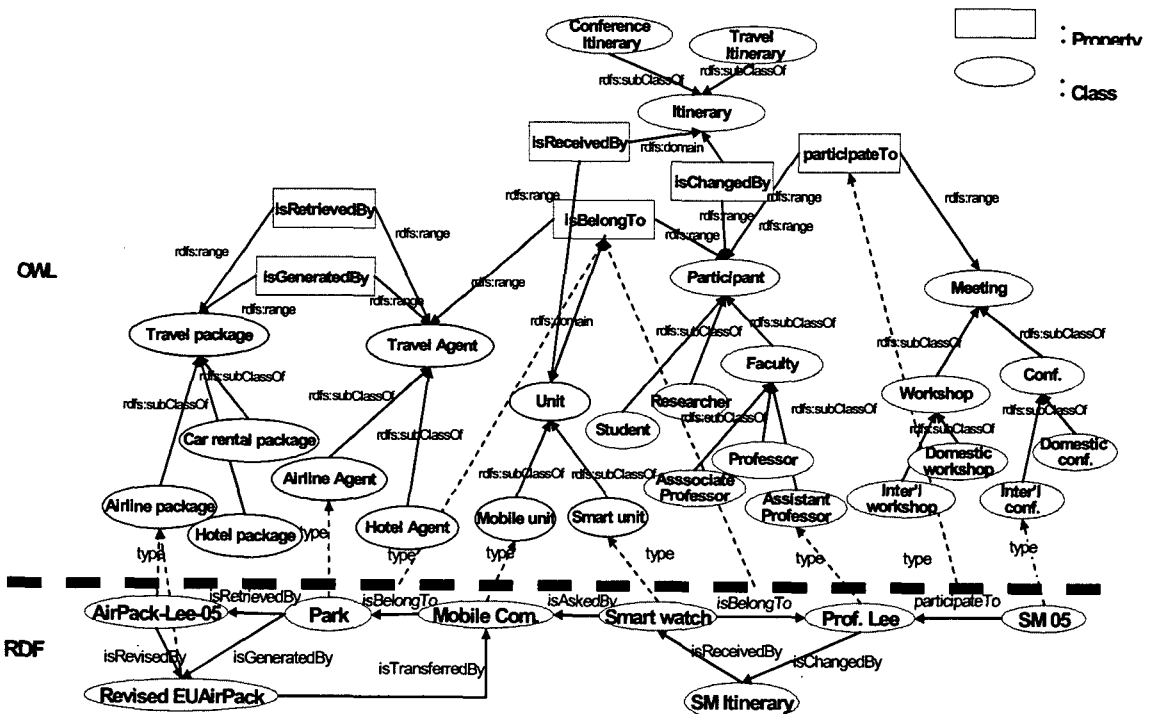 Conference
Itinerary
Travel
Itinerary
: Property
rdfs:subClassOf
rdfs:subClassOf
: Class
Itinerary
isReceivedBy
rdfs:domain
participateTo
isChangedBy
isRetrievedBy
rdfs:range
isBelongTo
rdfs:range
rdfs:range
rdfs:range
rdfs:range
rdfs:range
rdfs:range
rdfs:range
OWL
isGeneratedBy
rdfs:range
Participant
Meeting
rdfs:range
rdfs:range
Travel package
Travel Agent
rdfs:domain
rdfs:subClassOf
rdfs:subClassOf
rdfs:subClassOf
rdfs:subClassOf
Faculty
rdfs:subClassOf
Unit
Researcher
Workshop
Conf.
rdfs:subClassOf
rdfs:subClassOf
rdfs:subClassOf
rdfs:subClassOf
rdfs:subClassOf
rdfs:subClassOf
rdfs:subClassOf
Car rental package
rdfs:subClassOf
Student
Professor
Domestic
workshop
Domestic
conf.
Airline Agent
rdfs:subClassOf
rdfs:subClassOf
Asssociate
Professor
Airline package
Hotel package
Hotel Agent
Mobile unit
Smart unit
Assistant
Professor
Inter'l
workshop
Inter'l
conf.
type
type
type
type
type
type
type
type
AirPack-Lee-05
isRetrievedBy
Park
isBelongTo
Mobile Com.
isAskedBy
Smart watch
isBelongTo
Prof. Lee
participateTo
SM 05
RDF
isRevisedBy
isGeneratedBy
isTransferredBy
isReceivedBy
isChangedBy
Revised EUAirPack
SM Itinerary